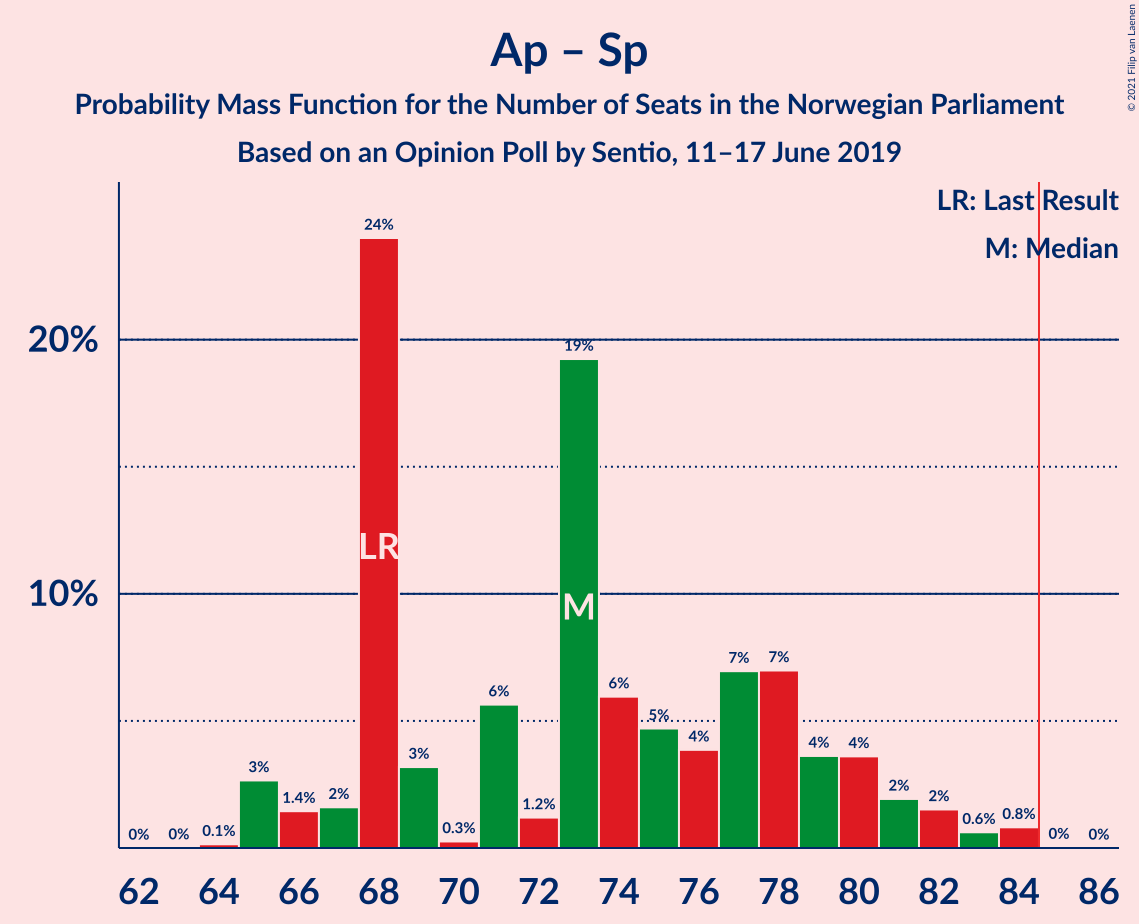 Ap – Sp
Probability Mass Function for the Number of Seats in the Norwegian Parliament
Based on an Opinion Poll by Sentio, 11–17 June 2019
© 2021 Filip van Laenen
LR: Last Result
M: Median
20%
10%
0% 0% 0.1% 3% 1.4% 2% 24% 3% 0.3% 6% 1.2% 19% 6% 5% 4% 7% 7% 4% 4% 2% 2% 0.6% 0.8% 0% 0%
LR
M
62 64 66 68 70 72 74 76 78 80 82 84 86